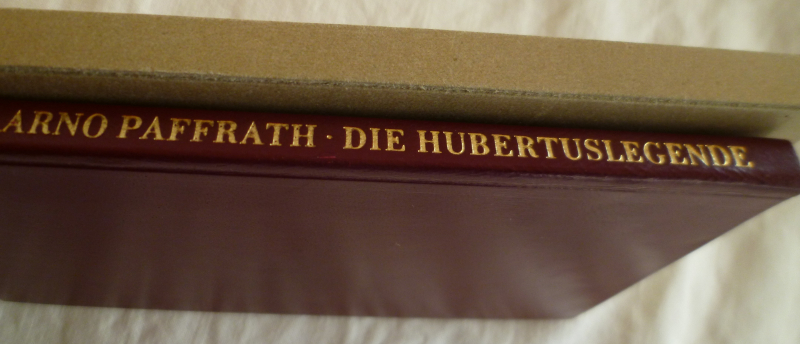 ARNO PAFFRATH · DIE HUBERTUSLEGENDE